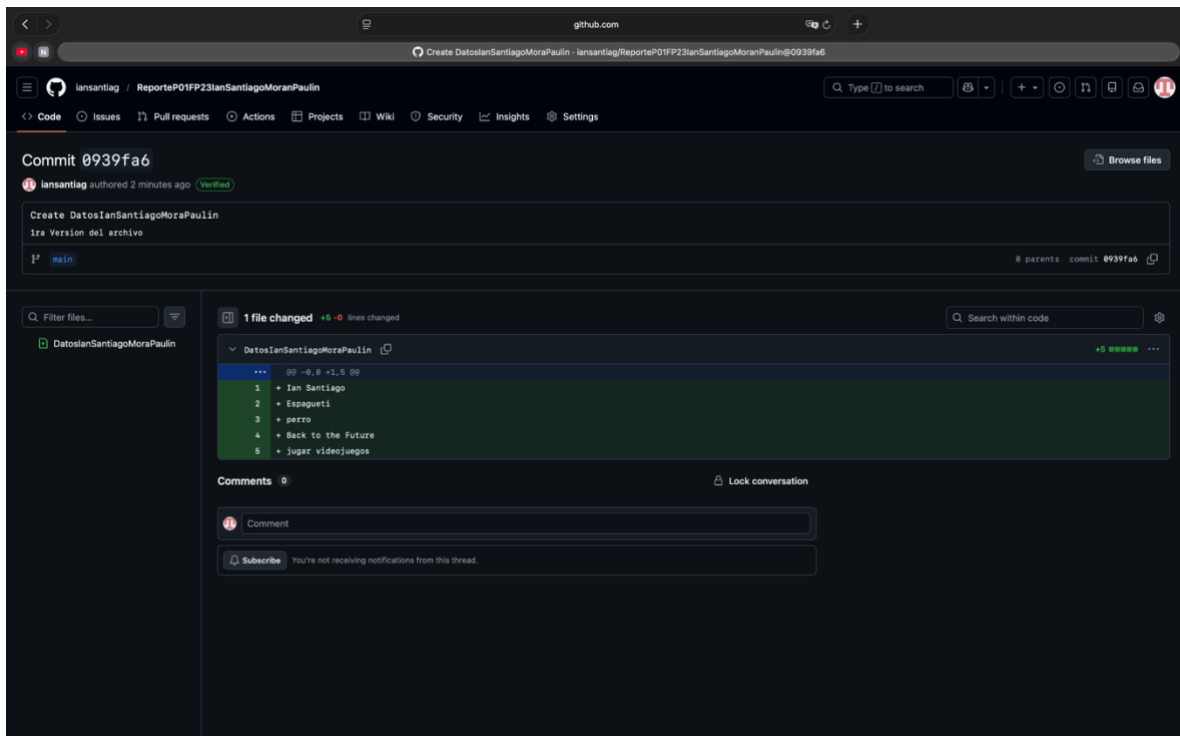 github.com
Create DatosIanSantiagoMoraPaulin · iansantiag/ReporteP01FP23IanSantiagoMoranPaulin@0939fa6
iansantiag / ReporteP01FP23IanSantiagoMoranPaulin
Type / to search
Code Issues Pull requests Actions Projects Wiki Security Insights Settings
Commit 0939fa6
Browse files
iansantiag authored 2 minutes ago Verified
Create DatosIanSantiagoMoraPaulin
1ra Version del archivo
main
0 parents commit 0939fa6
Filter files...
1 file changed +5 -0 lines changed
Search within code
DatosIanSantiagoMoraPaulin
DatosIanSantiagoMoraPaulin
+5
@@ -0,0 +1,5 @@
1 + Ian Santiago
2 + Espagueti
3 + perro
4 + Back to the Future
5 + jugar videojuegos
Comments 0
Lock conversation
Comment
Subscribe You're not receiving notifications from this thread.